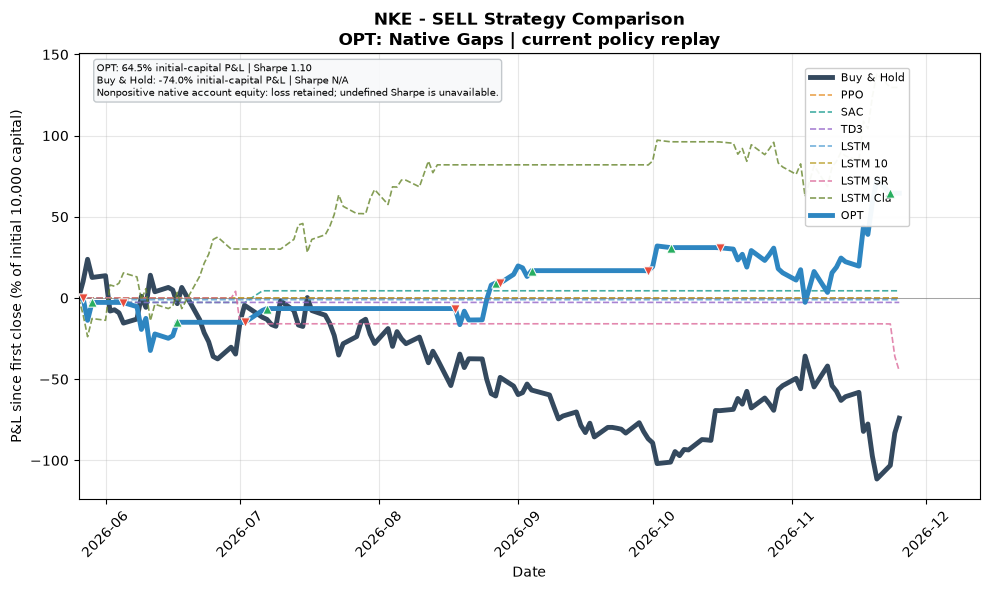 NKE - SELL Strategy Comparison
OPT: Native Gaps | current policy replay
OPT: 64.5% initial-capital P&L | Sharpe 1.10
Buy & Hold: -74.0% initial-capital P&L | Sharpe N/A
Nonpositive native account equity: loss retained; undefined Sharpe is unavailable.
Buy & Hold
PPO
SAC
TD3
LSTM
LSTM 10
LSTM SR
LSTM Cla
OPT
P&L since first close (% of initial 10,000 capital)
150
100
50
0
−50
−100
2026-06
2026-07
2026-08
2026-09
2026-10
2026-11
2026-12
Date